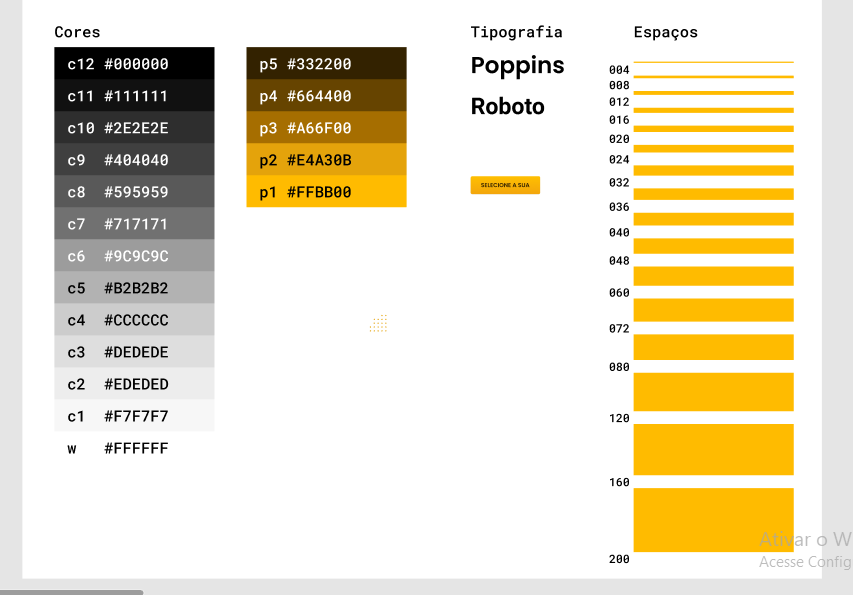 Cores
c12 #000000
c11 #111111
c10 #2E2E2E
c9 #404040
c8 #595959
c7 #717171
c6 #9C9C9C
c5 #B2B2B2
c4 #CCCCCC
c3 #DEDEDE
c2 #EDEDED
c1 #F7F7F7
w #FFFFFF
p5 #332200
p4 #664400
p3 #A66F00
p2 #E4A30B
p1 #FFBB00
Tipografia
Poppins
Roboto
SELECIONE A SUA
Espaços
004
008
012
016
020
024
032
036
040
048
060
072
080
120
160
200
Ativar o W
Acesse Config